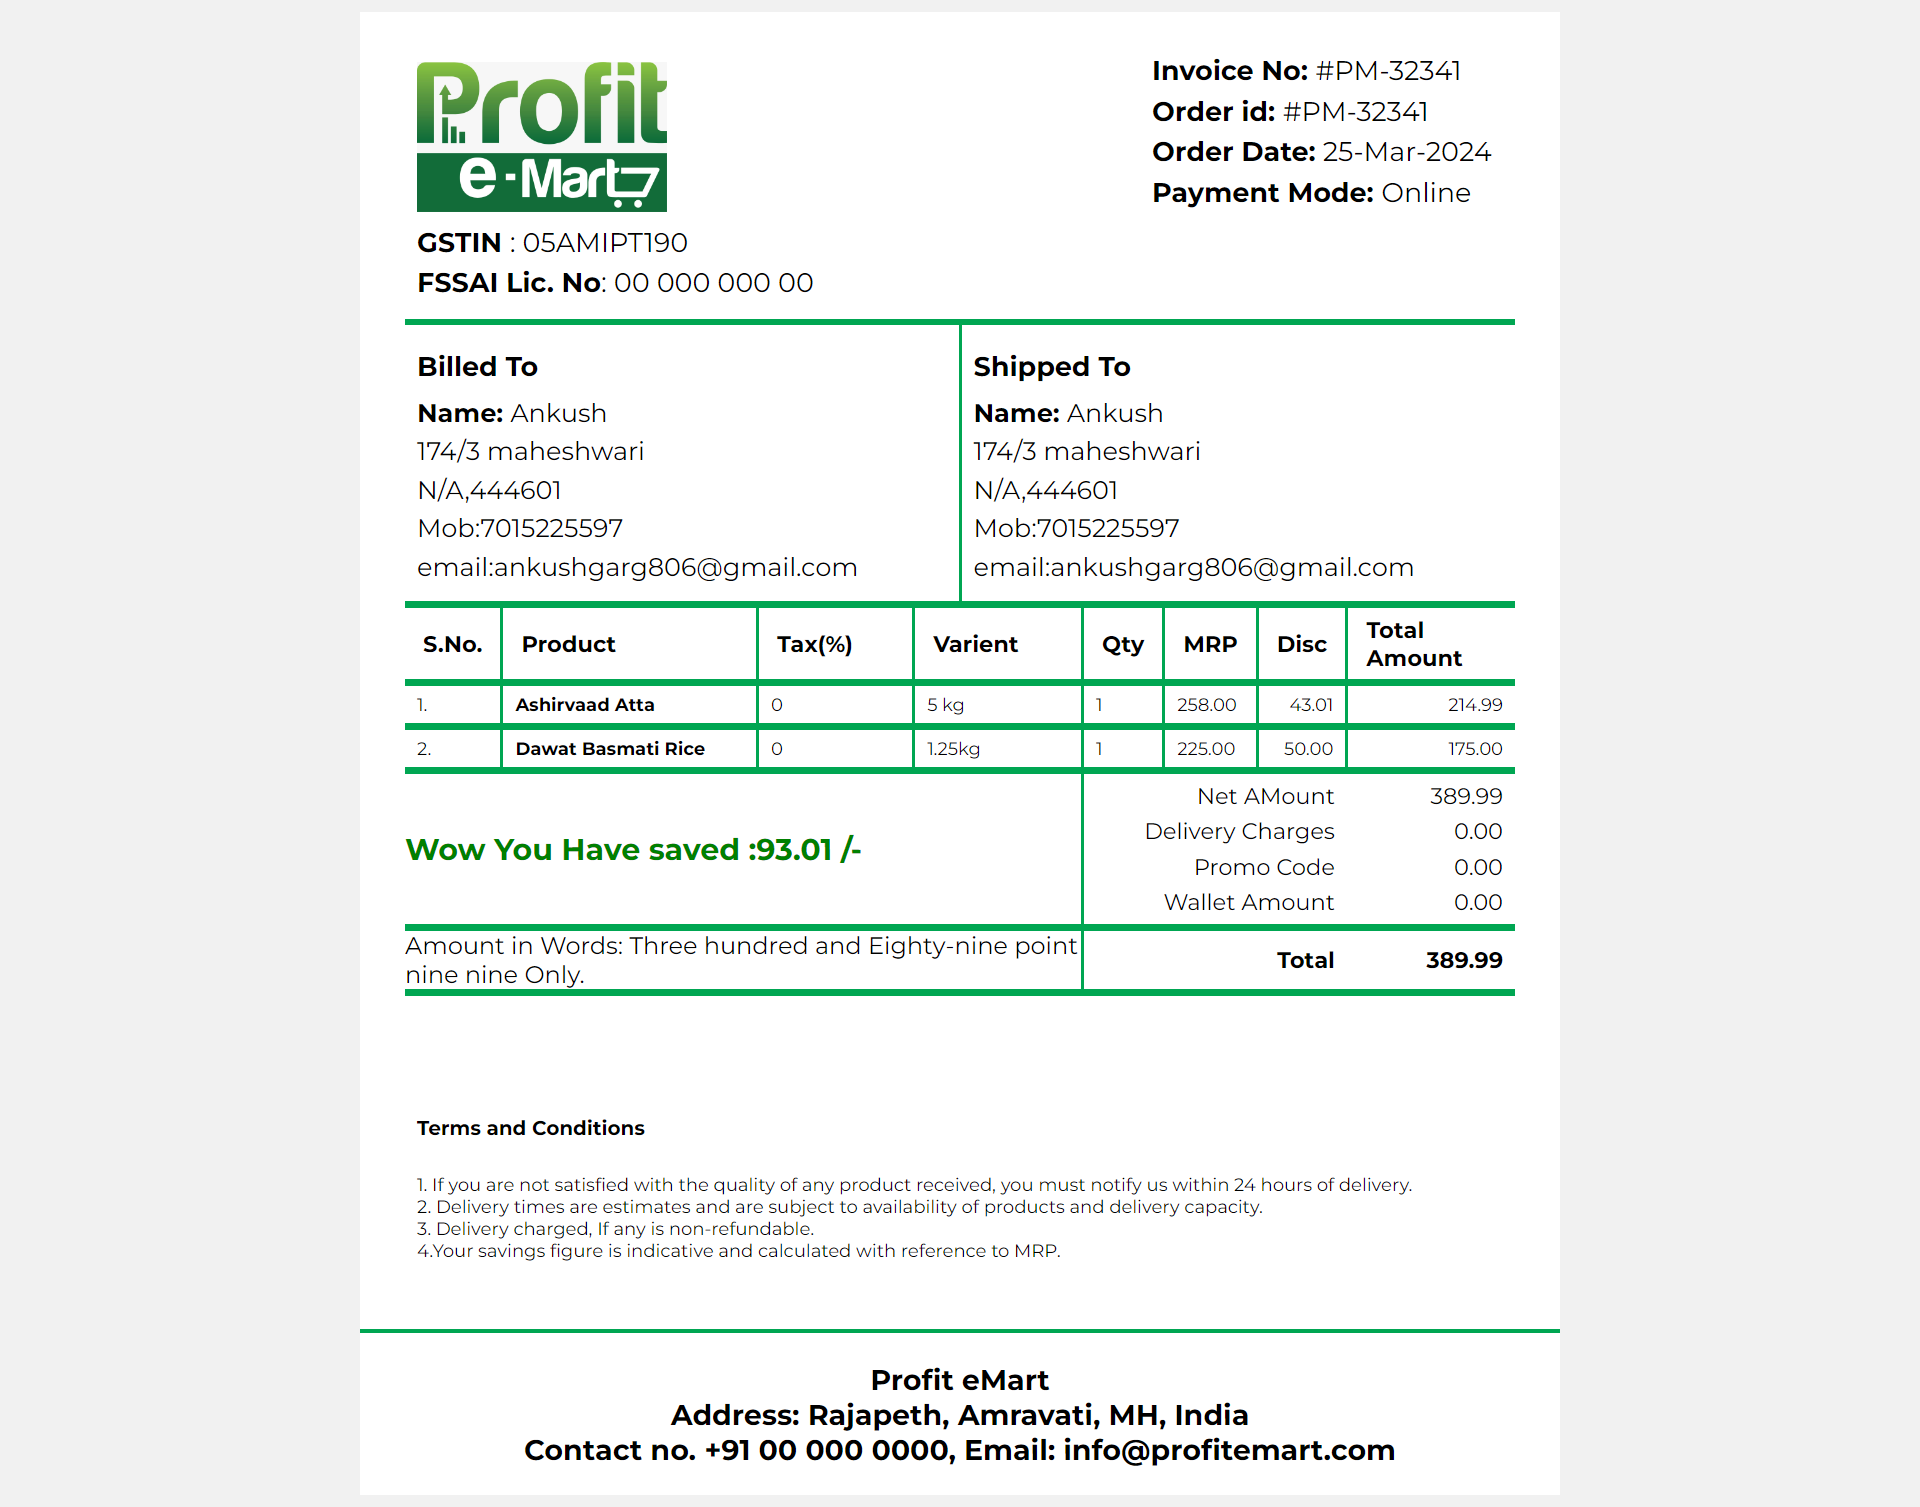 Profit
e-Mart
Invoice No: #PM-32341
Order id: #PM-32341
Order Date: 25-Mar-2024
Payment Mode: Online
GSTIN : 05AMIPT190
FSSAI Lic. No: 00 000 000 00
Billed To
Name: Ankush
174/3 maheshwari
N/A,444601
Mob:7015225597
email:ankushgarg806@gmail.com
Shipped To
Name: Ankush
174/3 maheshwari
N/A,444601
Mob:7015225597
email:ankushgarg806@gmail.com
S.No. Product Tax(%) Varient Qty MRP Disc Total Amount
1. Ashirvaad Atta 0 5 kg 1 258.00 43.01 214.99
2. Dawat Basmati Rice 0 1.25kg 1 225.00 50.00 175.00
Wow You Have saved :93.01 /-
Net AMount 389.99
Delivery Charges 0.00
Promo Code 0.00
Wallet Amount 0.00
Amount in Words: Three hundred and Eighty-nine point
nine nine Only.
Total 389.99
Terms and Conditions
1. If you are not satisfied with the quality of any product received, you must notify us within 24 hours of delivery.
2. Delivery times are estimates and are subject to availability of products and delivery capacity.
3. Delivery charged, If any is non-refundable.
4.Your savings figure is indicative and calculated with reference to MRP.
Profit eMart
Address: Rajapeth, Amravati, MH, India
Contact no. +91 00 000 0000, Email: info@profitemart.com